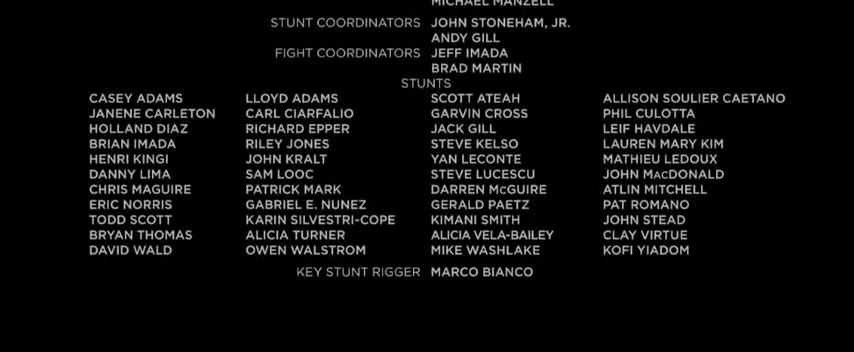 MICHAEL MANZELL
STUNT COORDINATORS JOHN STONEHAM, JR.
ANDY GILL
FIGHT COORDINATORS JEFF IMADA
BRAD MARTIN
STUNTS
CASEY ADAMS LLOYD ADAMS SCOTT ATEAH ALLISON SOULIER CAETANO
JANENE CARLETON CARL CIARFALIO GARVIN CROSS PHIL CULOTTA
HOLLAND DIAZ RICHARD EPPER JACK GILL LEIF HAVDALE
BRIAN IMADA RILEY JONES STEVE KELSO LAUREN MARY KIM
HENRI KINGI JOHN KRALT YAN LECONTE MATHIEU LEDOUX
DANNY LIMA SAM LOOC STEVE LUCESCU JOHN MACDONALD
CHRIS MAGUIRE PATRICK MARK DARREN McGUIRE ATLIN MITCHELL
ERIC NORRIS GABRIEL E. NUNEZ GERALD PAETZ PAT ROMANO
TODD SCOTT KARIN SILVESTRI-COPE KIMANI SMITH JOHN STEAD
BRYAN THOMAS ALICIA TURNER ALICIA VELA-BAILEY CLAY VIRTUE
DAVID WALD OWEN WALSTROM MIKE WASHLAKE KOFI YIADOM
KEY STUNT RIGGER MARCO BIANCO